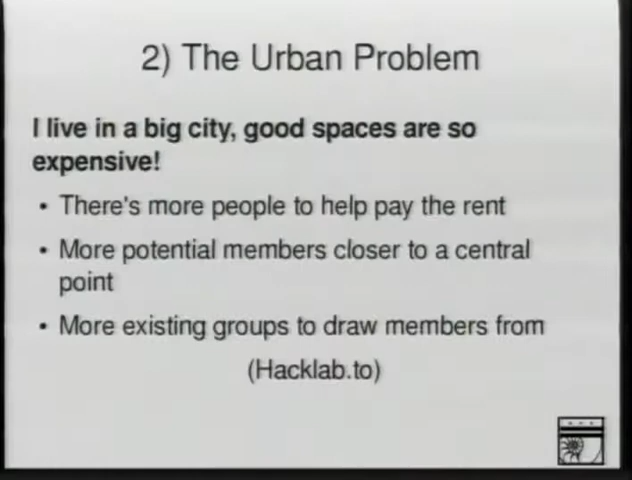 2) The Urban Problem
I live in a big city, good spaces are so
expensive!
• There's more people to help pay the rent
• More potential members closer to a central
point
• More existing groups to draw members from
(Hacklab.to)